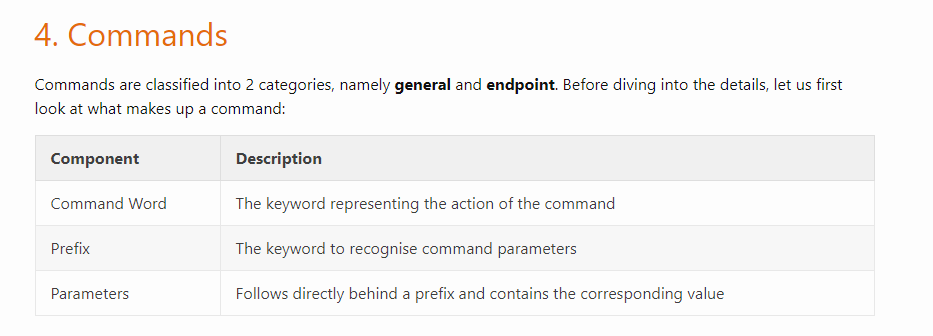 4. Commands
Commands are classified into 2 categories, namely general and endpoint. Before diving into the details, let us first
look at what makes up a command:
Component Description
Command Word The keyword representing the action of the command
Prefix The keyword to recognise command parameters
Parameters Follows directly behind a prefix and contains the corresponding value